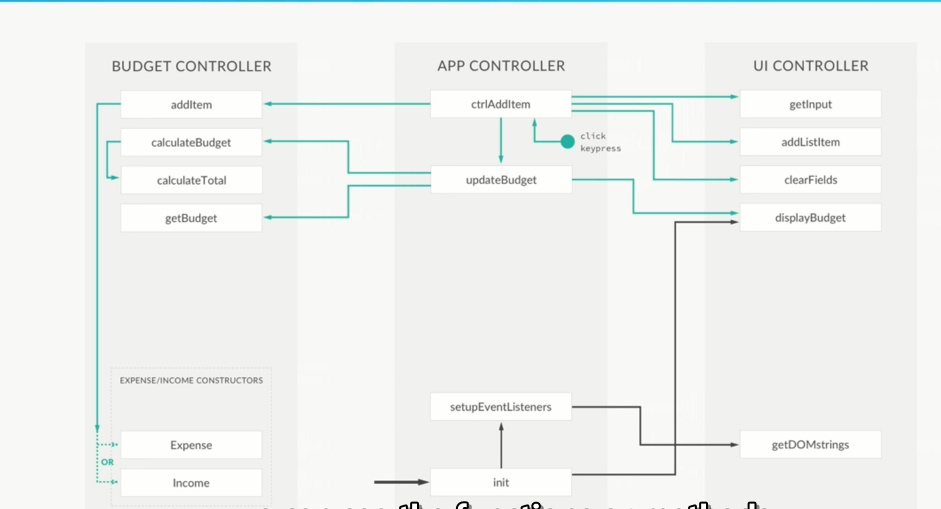 BUDGET CONTROLLER
APP CONTROLLER
UI CONTROLLER
addItem
ctrlAddItem
getInput
calculateBudget
click
keypress
addListItem
calculateTotal
updateBudget
clearFields
getBudget
displayBudget
EXPENSE/INCOME CONSTRUCTORS
setupEventListeners
Expense
getDOMstrings
OR
Income
init